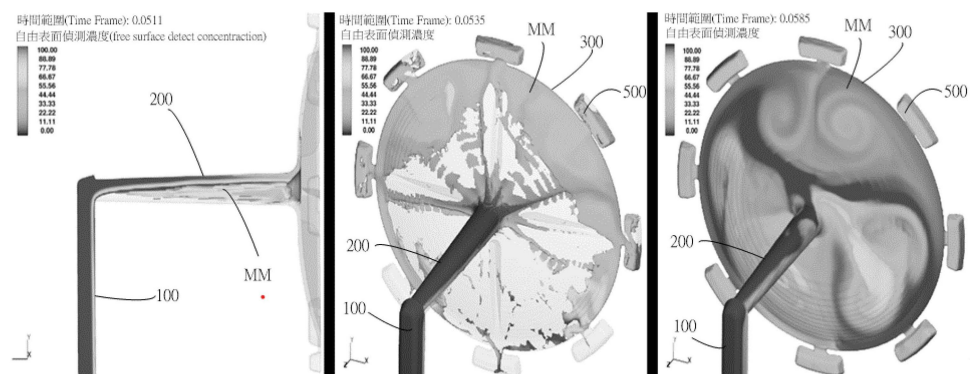 時間範圍(Time Frame): 0.0511
自由表面偵測濃度(free surface detect concentraction)
100.00
88.89
77.78
66.67
55.56
44.44
33.33
22.22
11.11
0.00
200
MM
100
Y
X
時間範圍(Time Frame): 0.0535
自由表面偵測濃度
100.00
88.89
77.78
66.67
55.56
44.44
33.33
22.22
11.11
0.00
MM
300
500
200
100
Y
Z
X
時間範圍(Time Frame): 0.0585
自由表面偵測濃度
100.00
88.89
77.78
66.67
55.56
44.44
33.33
22.22
11.11
0.00
MM
300
500
200
100
Y
Z
X